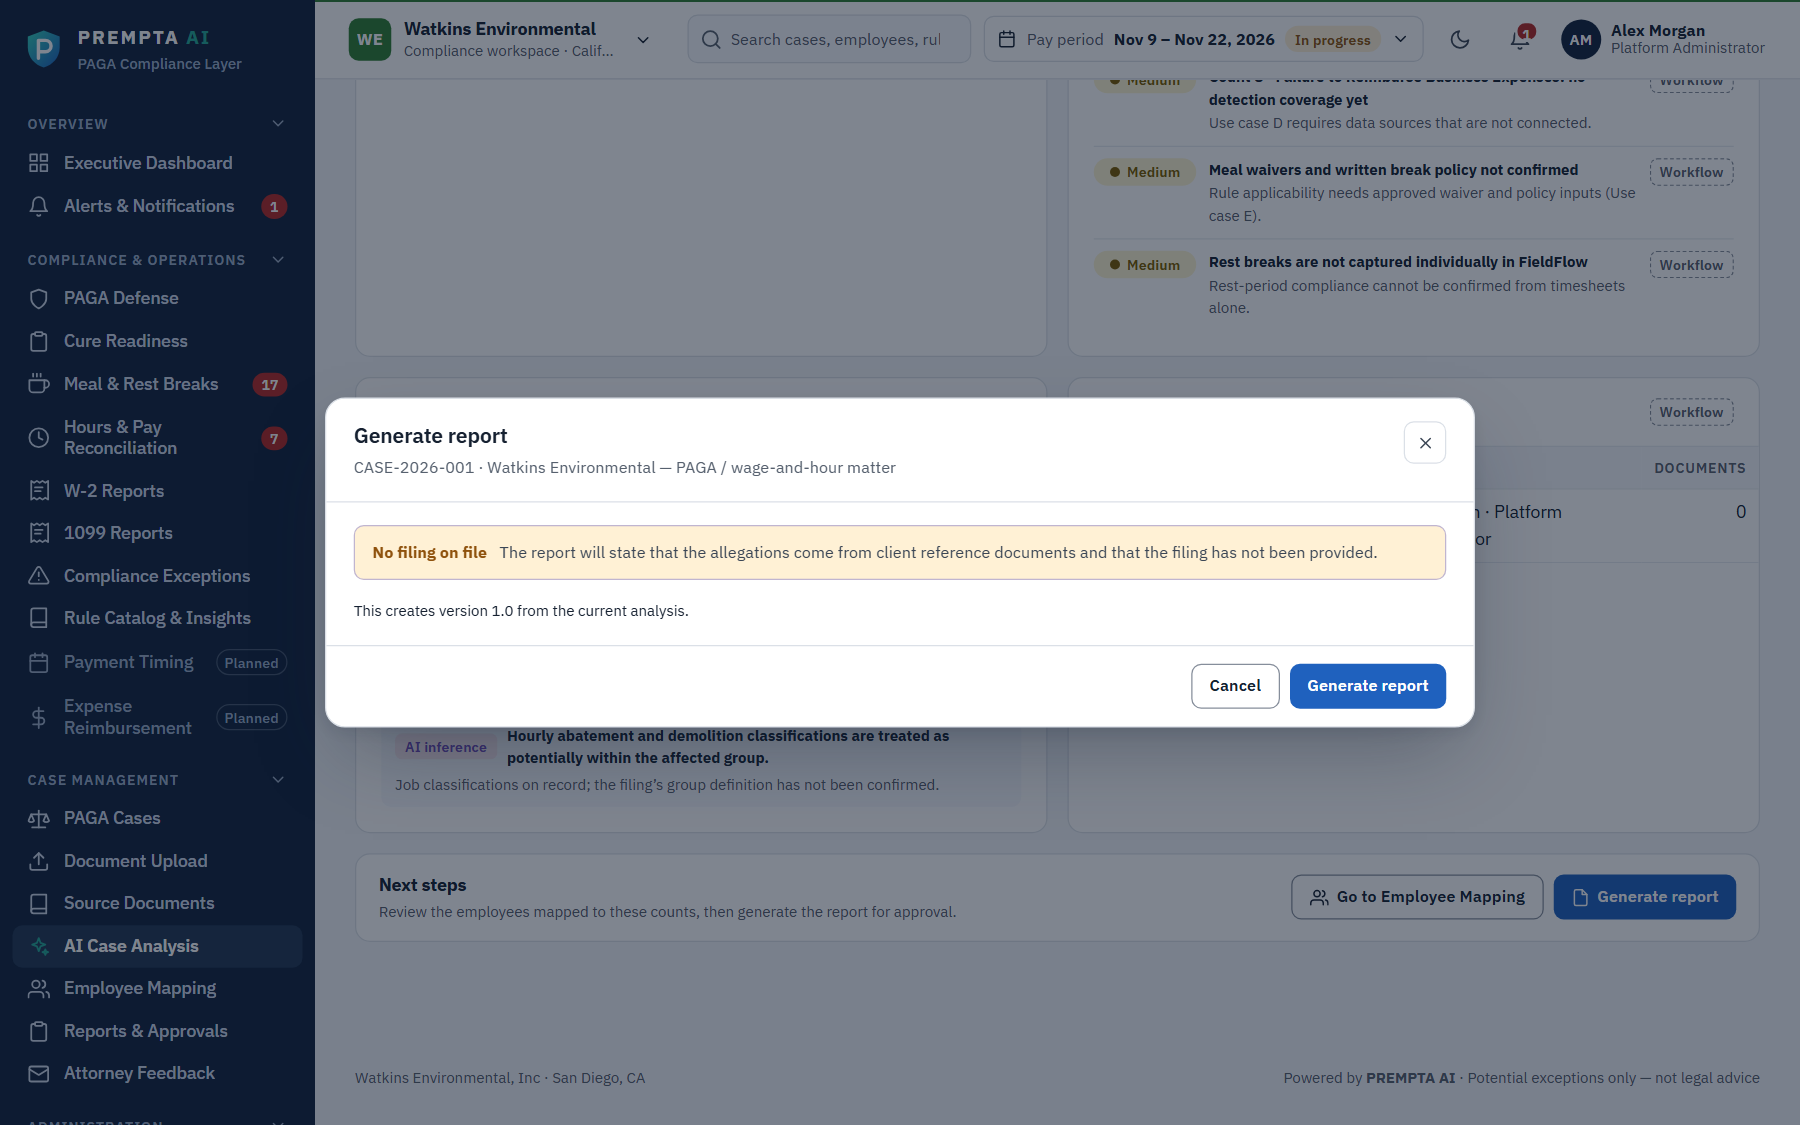 PREMPTA AI
PAGA Compliance Layer
OVERVIEW
Executive Dashboard
Alerts & Notifications 1
COMPLIANCE & OPERATIONS
PAGA Defense
Cure Readiness
Meal & Rest Breaks 17
Hours & Pay
Reconciliation 7
W-2 Reports
1099 Reports
Compliance Exceptions
Rule Catalog & Insights
Payment Timing Planned
Expense
Reimbursement Planned
CASE MANAGEMENT
PAGA Cases
Document Upload
Source Documents
AI Case Analysis
Employee Mapping
Reports & Approvals
Attorney Feedback
ADMINISTRATION
WE
Watkins Environmental
Compliance workspace · Calif...
Search cases, employees, rul
Pay period Nov 9 – Nov 22, 2026 In progress
1
AM
Alex Morgan
Platform Administrator
Medium
detection coverage yet
Workflow
Use case D requires data sources that are not connected.
Medium
Meal waivers and written break policy not confirmed
Workflow
Rule applicability needs approved waiver and policy inputs (Use
case E).
Medium
Rest breaks are not captured individually in FieldFlow
Workflow
Rest-period compliance cannot be confirmed from timesheets
alone.
Workflow
DOCUMENTS
· Platform
0
or
Generate report
CASE-2026-001 · Watkins Environmental — PAGA / wage-and-hour matter
No filing on file The report will state that the allegations come from client reference documents and that the filing has not been provided.
This creates version 1.0 from the current analysis.
Cancel
Generate report
AI inference
Hourly abatement and demolition classifications are treated as
potentially within the affected group.
Job classifications on record; the filing's group definition has not been confirmed.
Next steps
Review the employees mapped to these counts, then generate the report for approval.
Go to Employee Mapping
Generate report
Watkins Environmental, Inc · San Diego, CA
Powered by PREMPTA AI · Potential exceptions only — not legal advice